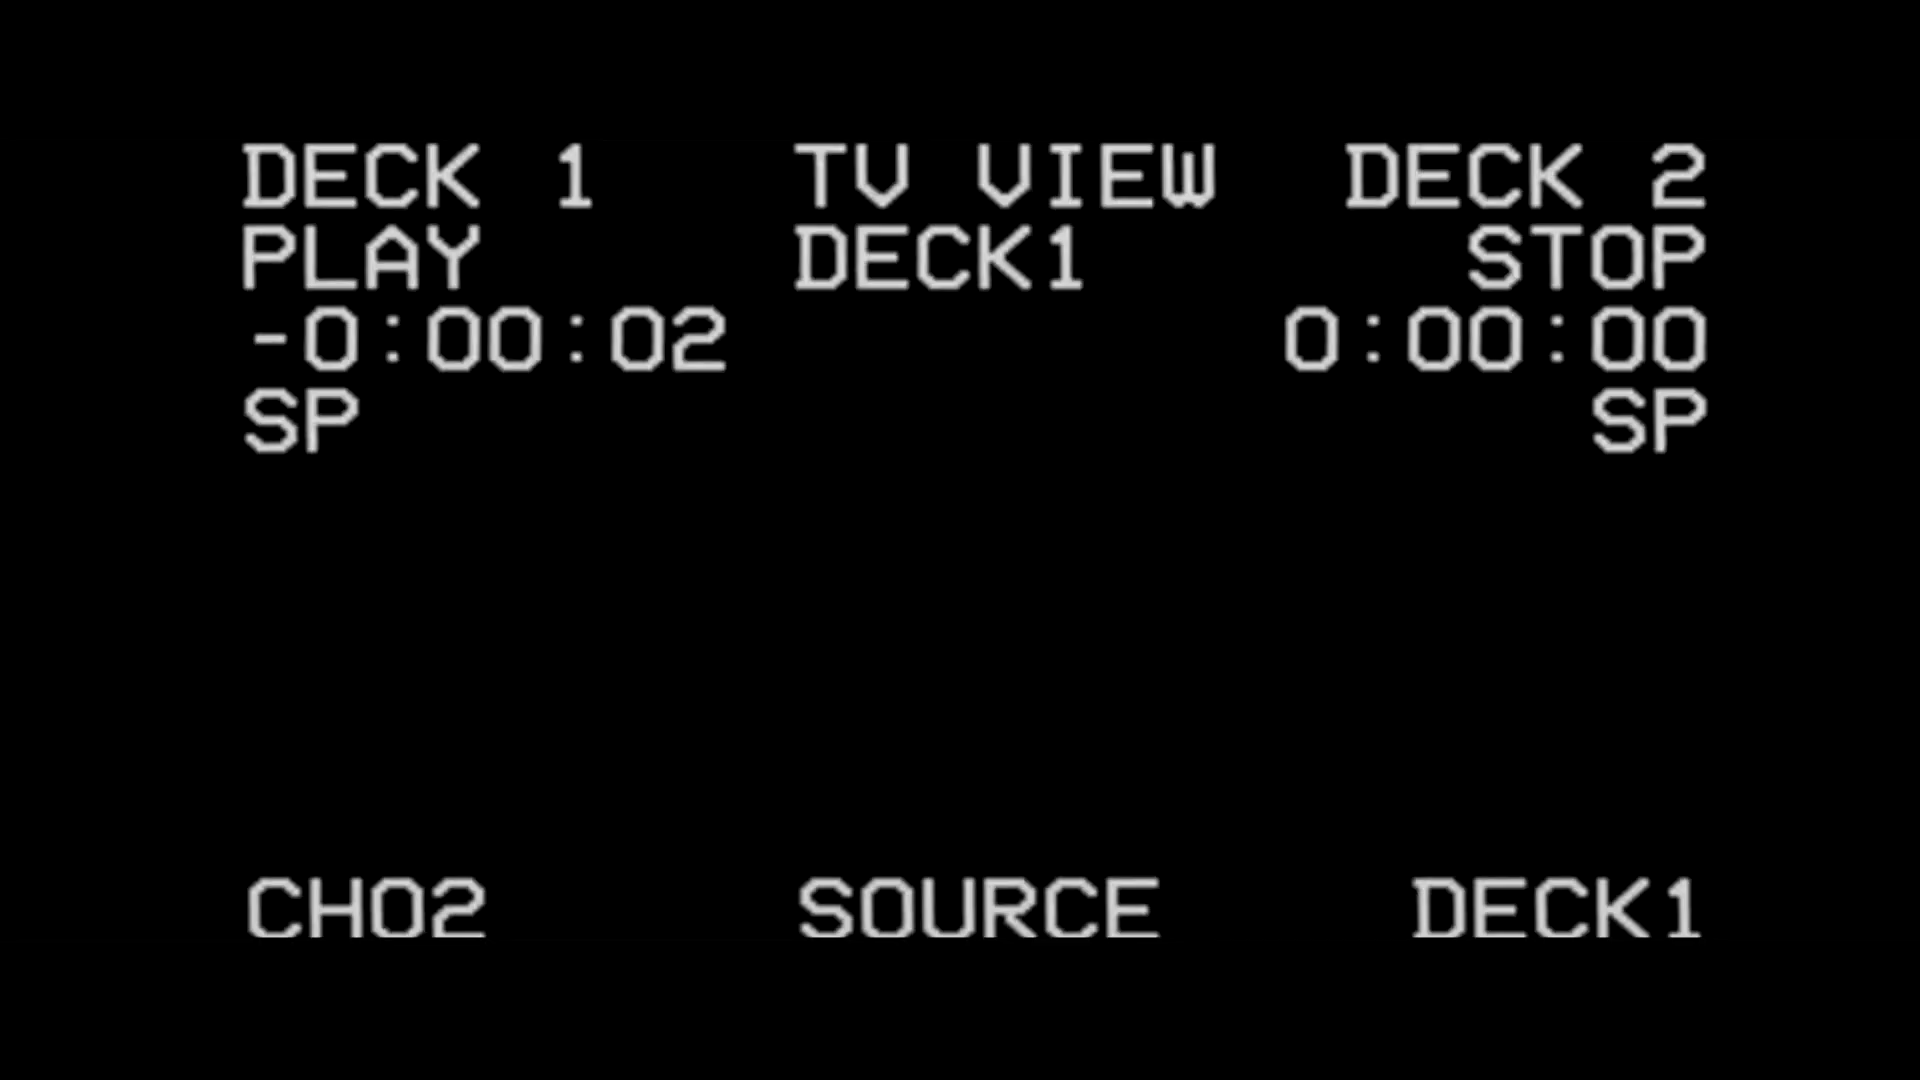 DECK 1 TV VIEW DECK 2
PLAY DECK1 STOP
-0:00:02 0:00:00
SP SP
CH02 SOURCE DECK1